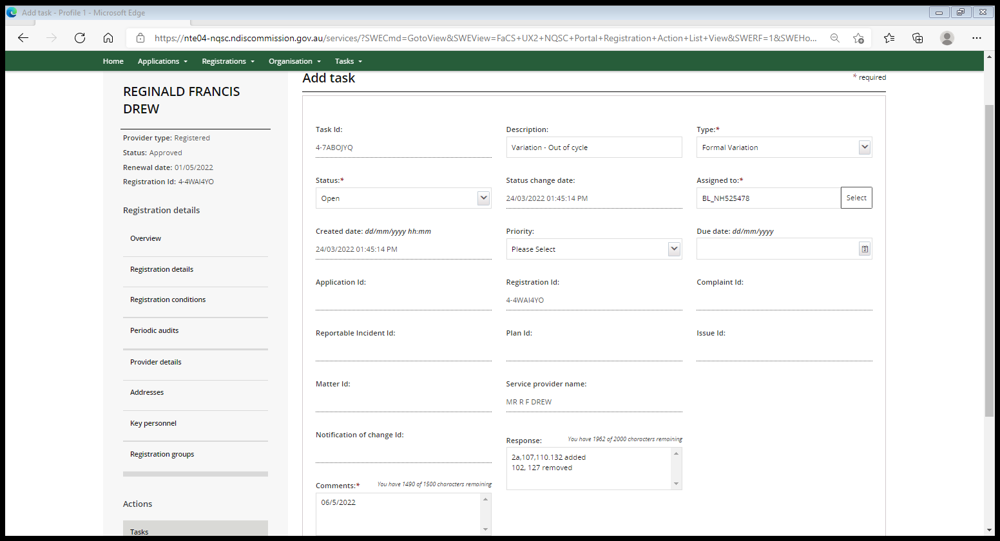 Add task - Profile 1 - Microsoft Edge
https://nte04-nqsc.ndiscommission.gov.au/services/?SWECmd=GotoView&SWEView=FaCS+UX2+NQSC+Portal+Registration+Action+List+View&SWERF=1&SWEHo...
Home Applications Registrations Organisation Tasks
REGINALD FRANCIS
DREW
Provider type: Registered
Status: Approved
Renewal date: 01/05/2022
Registration Id: 4-4WAI4YO
Registration details
Overview
Registration details
Registration conditions
Periodic audits
Provider details
Addresses
Key personnel
Registration groups
Actions
Tasks
Add task
* required
Task Id:
4-7ABOJYQ
Description:
Variation - Out of cycle
Type:*
Formal Variation
Status:*
Open
Status change date:
24/03/2022 01:45:14 PM
Assigned to:*
BL_NH525478
Select
Created date: dd/mm/yyyy hh:mm
24/03/2022 01:45:14 PM
Priority:
Please Select
Due date: dd/mm/yyyy
Application Id:
Registration Id:
4-4WAI4YO
Complaint Id:
Reportable Incident Id:
Plan Id:
Issue Id:
Matter Id:
Service provider name:
MR R F DREW
Notification of change Id:
Response:
You have 1962 of 2000 characters remaining
2a,107,110.132 added
102, 127 removed
Comments:*
You have 1490 of 1500 characters remaining
06/5/2022